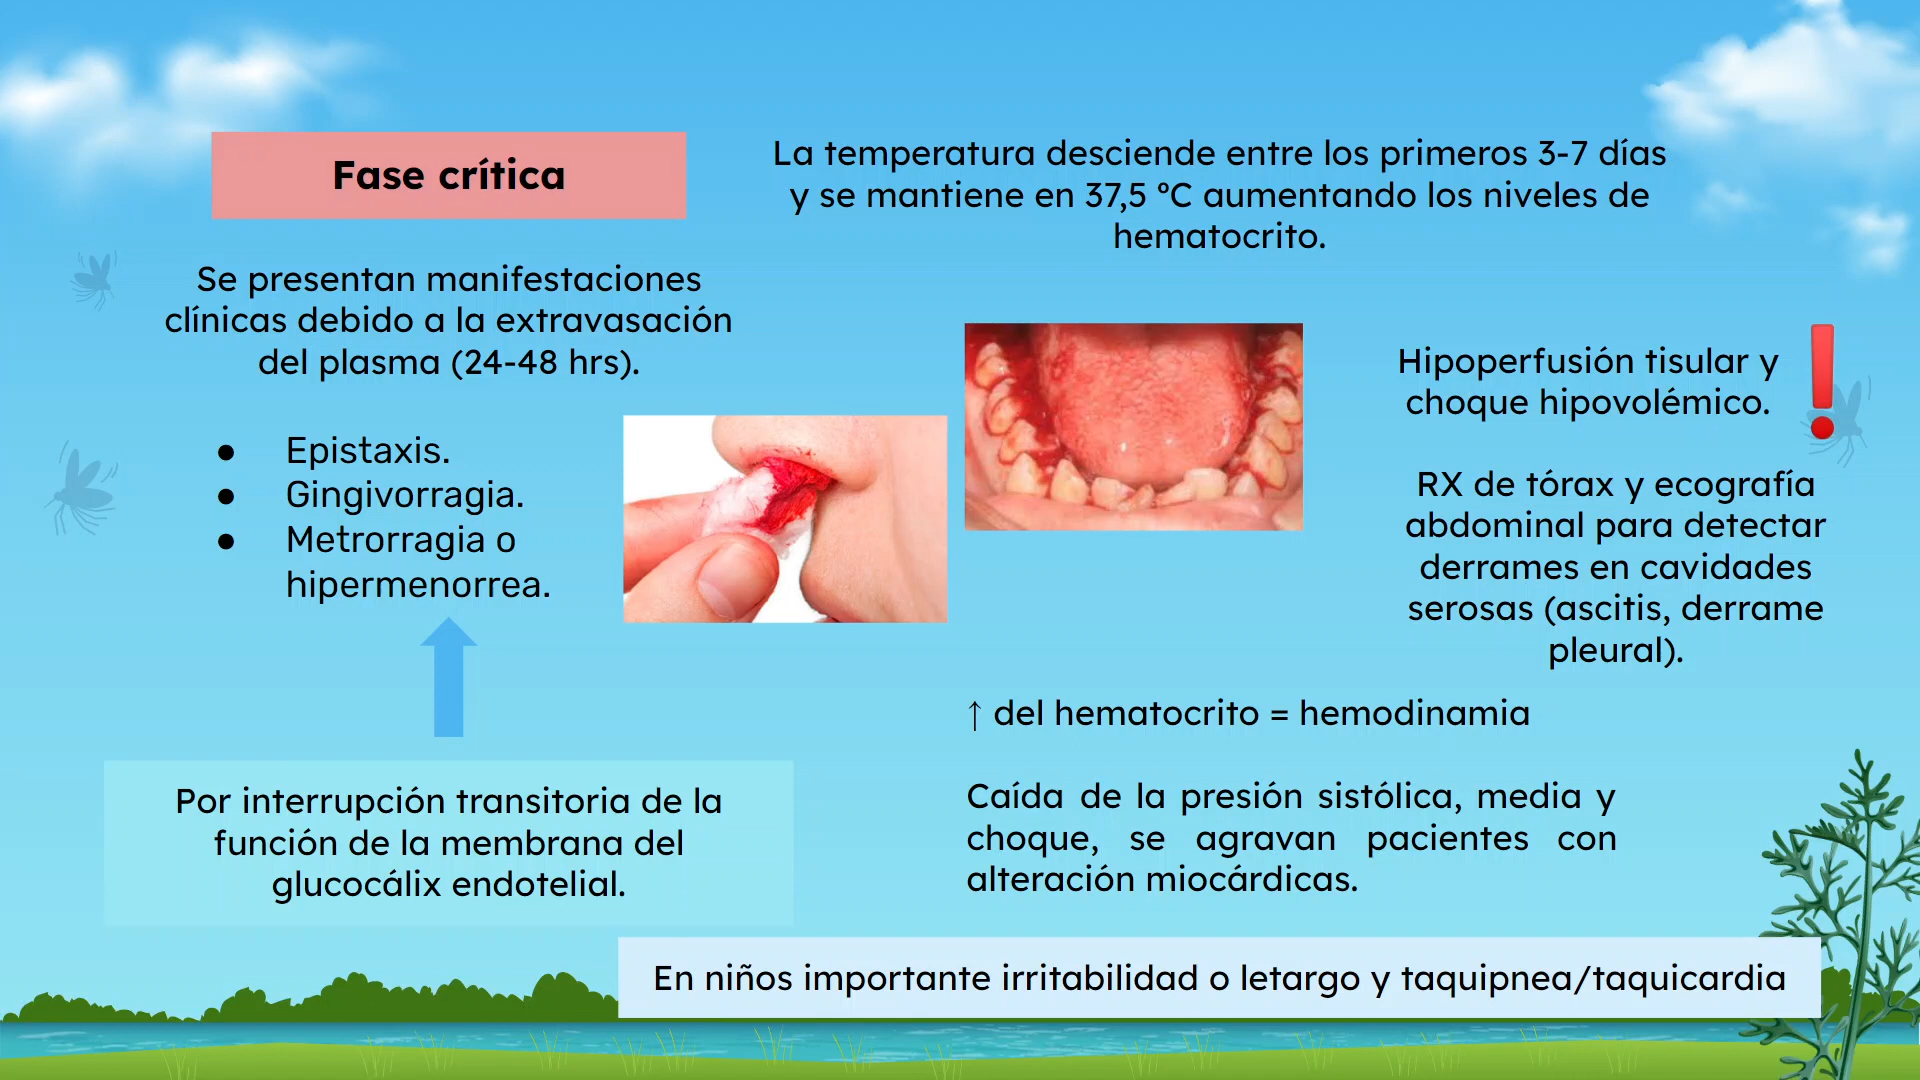 Fase crítica
La temperatura desciende entre los primeros 3-7 días
y se mantiene en 37,5 ºC aumentando los niveles de
hematocrito.
Se presentan manifestaciones
clínicas debido a la extravasación
del plasma (24-48 hrs).
● Epistaxis.
● Gingivorragia.
● Metrorragia o
hipermenorrea.
Por interrupción transitoria de la
función de la membrana del
glucocálix endotelial.
Hipoperfusión tisular y
choque hipovolémico.
RX de tórax y ecografía
abdominal para detectar
derrames en cavidades
serosas (ascitis, derrame
pleural).
↑ del hematocrito = hemodinamia
Caída de la presión sistólica, media y
choque, se agravan pacientes con
alteración miocárdicas.
En niños importante irritabilidad o letargo y taquipnea/taquicardia